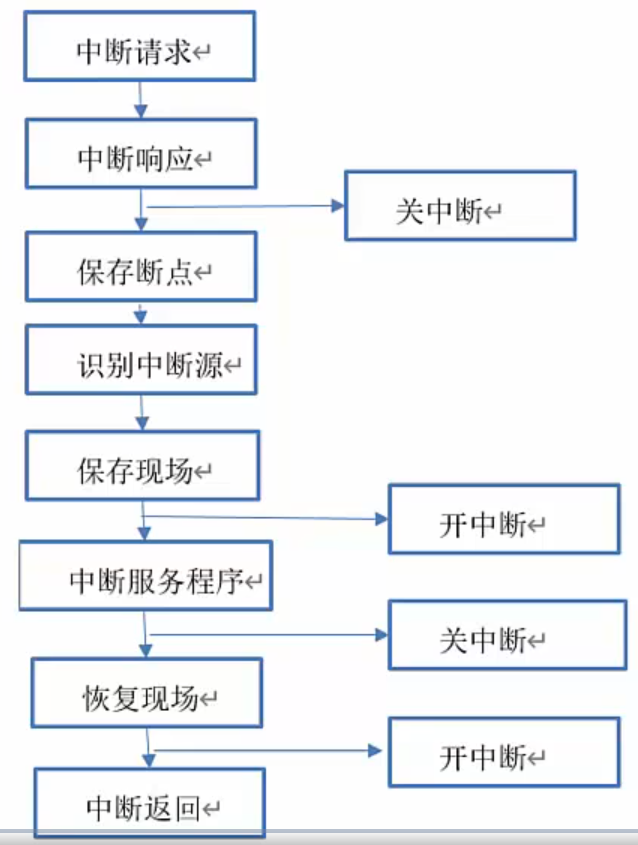 中断请求↵
中断响应↵
关中断↵
保存断点↵
识别中断源↵
保存现场↵
开中断↵
中断服务程序↵
关中断↵
恢复现场↵
开中断↵
中断返回↵